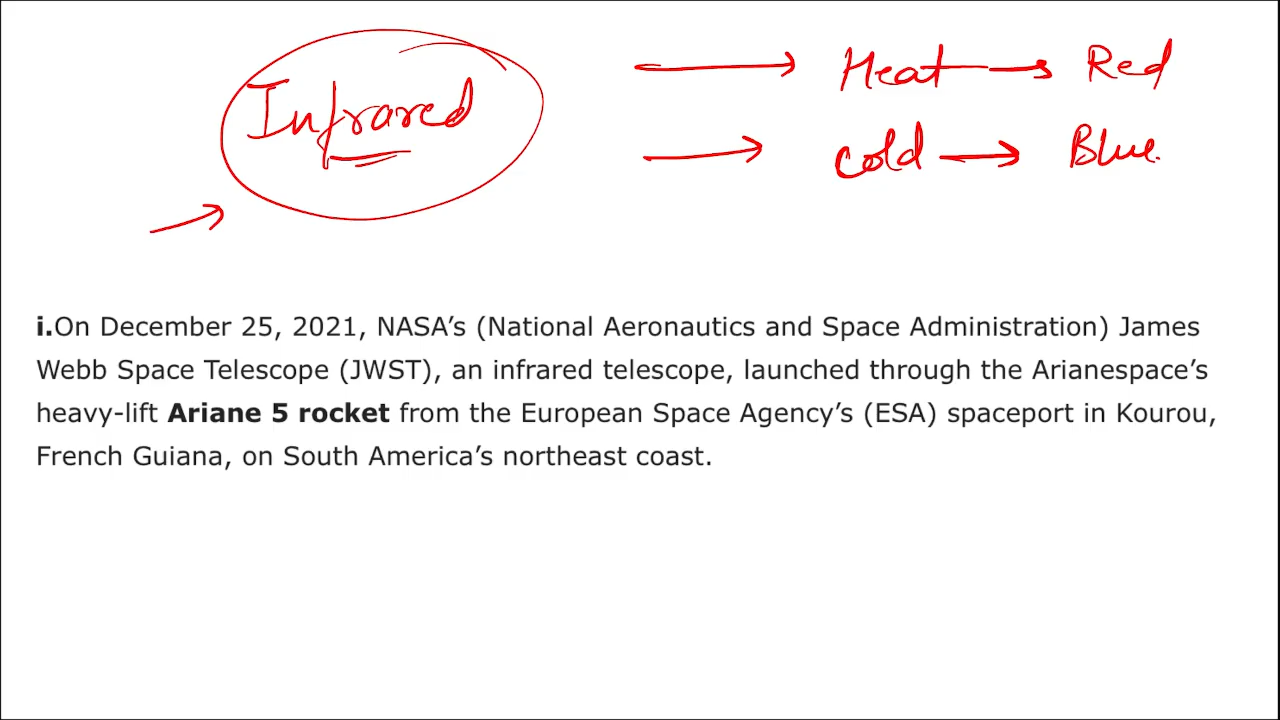 Infrared
Heat → Red
Cold → Blue
i.On December 25, 2021, NASA’s (National Aeronautics and Space Administration) James
Webb Space Telescope (JWST), an infrared telescope, launched through the Arianespace’s
heavy-lift Ariane 5 rocket from the European Space Agency’s (ESA) spaceport in Kourou,
French Guiana, on South America’s northeast coast.